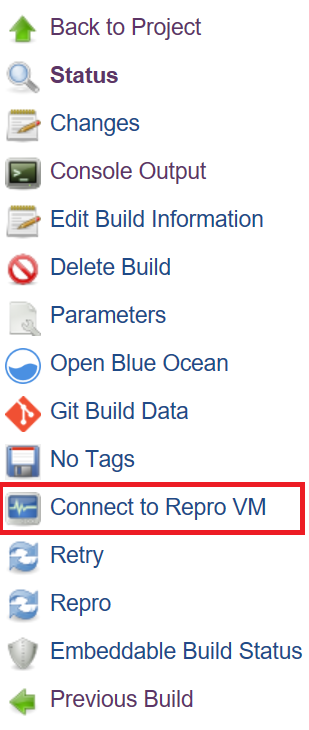 Back to Project
Status
Changes
Console Output
Edit Build Information
Delete Build
Parameters
Open Blue Ocean
Git Build Data
No Tags
Connect to Repro VM
Retry
Repro
Embeddable Build Status
Previous Build